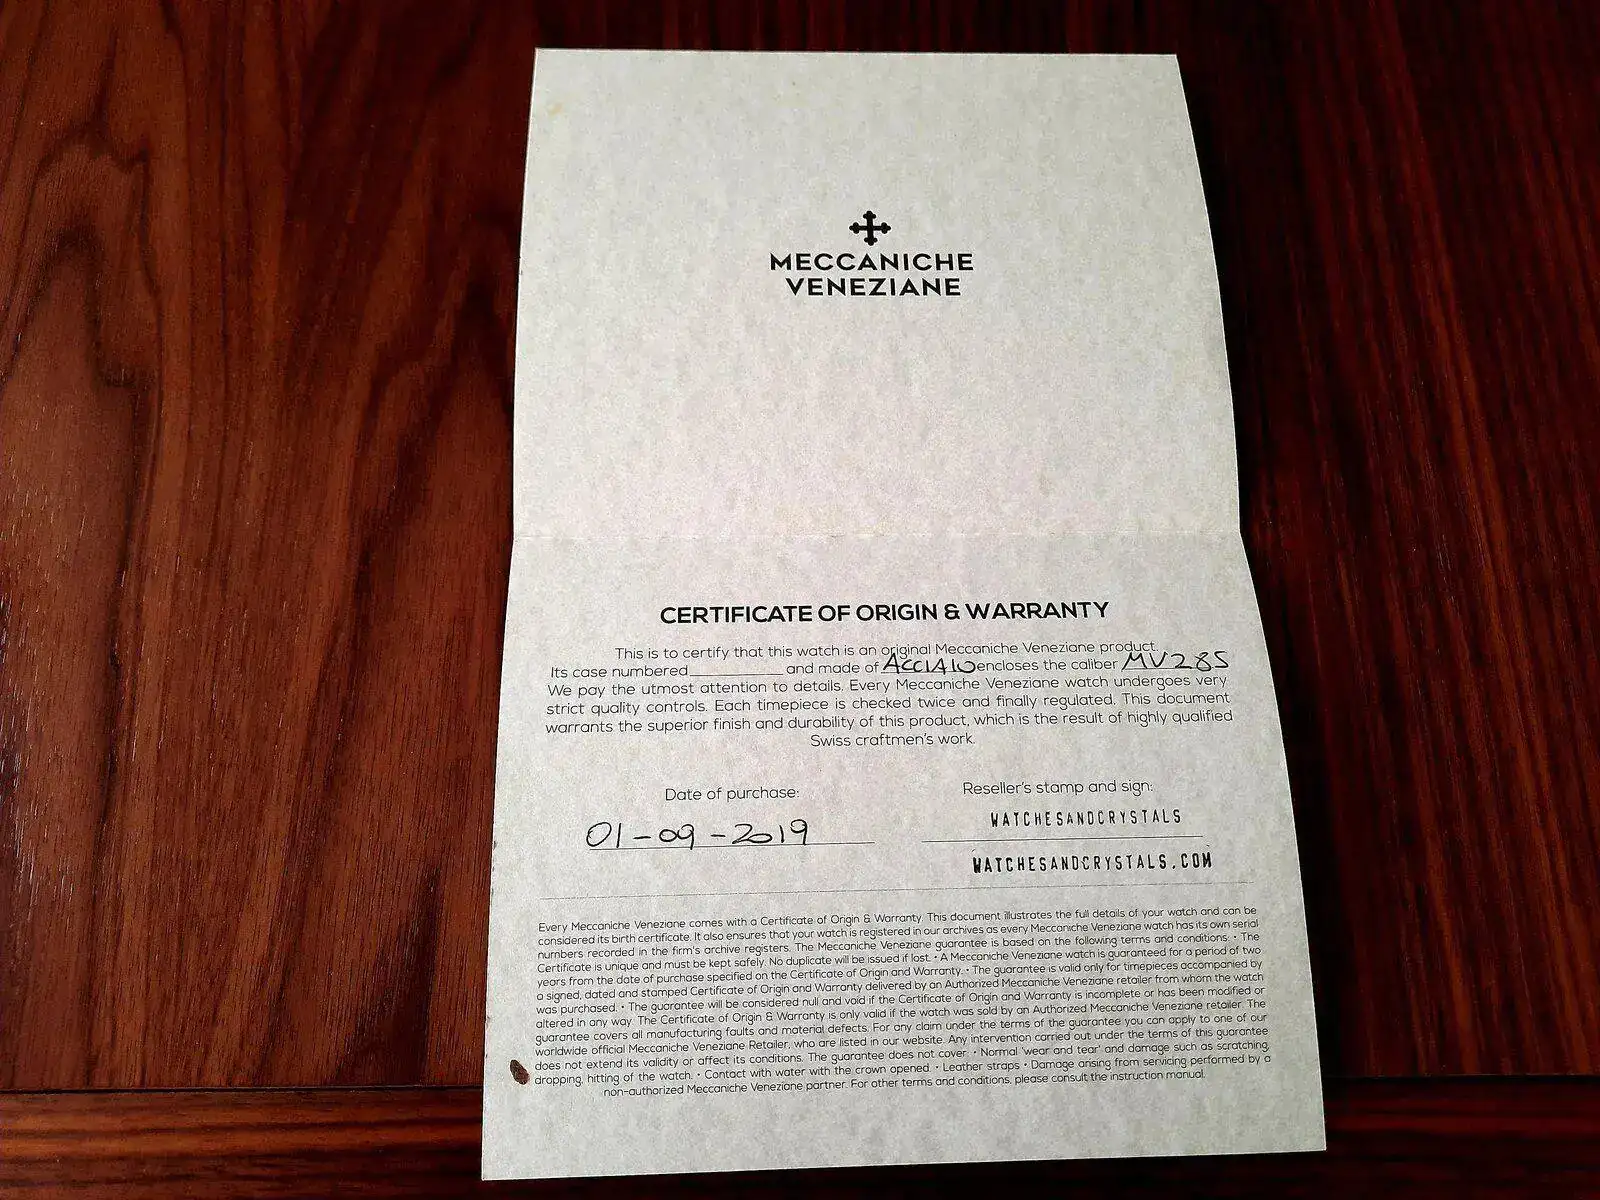 MECCANICHE
VENEZIANE
CERTIFICATE OF ORIGIN & WARRANTY
This is to certify that this watch is an original Meccaniche Veneziane product.
Its case numbered__________ and made of ACCIAIO encloses the caliber MV285
We pay the utmost attention to details. Every Meccaniche Veneziane watch undergoes very
strict quality controls. Each timepiece is checked twice and finally regulated. This document
warrants the superior finish and durability of this product, which is the result of highly qualified
Swiss craftmen's work.
Date of purchase:
01-09-2019
Reseller's stamp and sign:
WATCHESANDCRYSTALS
WATCHESANDCRYSTALS.COM
Every Meccaniche Veneziane comes with a Certificate of Origin & Warranty. This document illustrates the full details of your watch and can be
considered its birth certificate. It also ensures that your watch is registered in our archives as every Meccaniche Veneziane watch has its own serial
numbers recorded in the firm's archive registers. The Meccaniche Veneziane guarantee is based on the following terms and conditions: • The
Certificate is unique and must be kept safely. No duplicate will be issued if lost. • A Meccaniche Veneziane watch is guaranteed for a period of two
years from the date of purchase specified on the Certificate of Origin and Warranty. • The guarantee is valid only for timepieces accompanied by
a signed, dated and stamped Certificate of Origin and Warranty delivered by an Authorized Meccaniche Veneziane retailer from whom the watch
was purchased. • The guarantee will be considered null and void if the Certificate of Origin and Warranty is incomplete or has been modified or
altered in any way. The Certificate of Origin & Warranty is only valid if the watch was sold by an Authorized Meccaniche Veneziane retailer. The
guarantee covers all manufacturing faults and material defects. For any claim under the terms of the guarantee you can apply to one of our
worldwide official Meccaniche Veneziane Retailer, who are listed in our website. Any intervention carried out under the terms of this guarantee
does not extend its validity or affect its conditions. The guarantee does not cover: • Normal 'wear and tear' and damage such as scratching,
dropping, hitting of the watch. • Contact with water with the crown opened. • Leather straps • Damage arising from servicing performed by a
non-authorized Meccaniche Veneziane partner. For other terms and conditions, please consult the instruction manual.